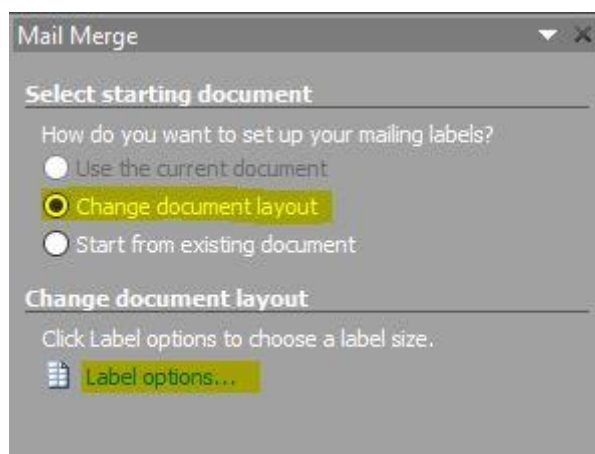 Mail Merge
Select starting document
How do you want to set up your mailing labels?
Use the current document
Change document layout
Start from existing document
Change document layout
Click Label options to choose a label size.
Label options...